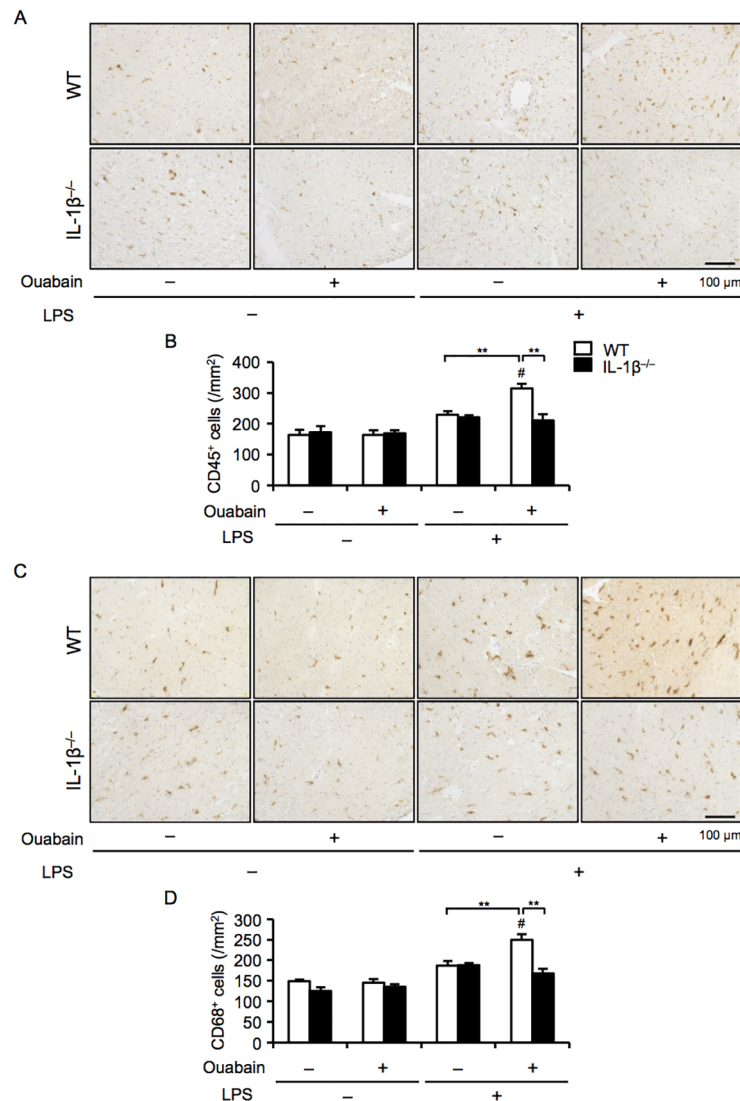 A
WT
IL-1β–/–
Ouabain – + – + 100 µm
LPS – +
B
WT
IL-1β–/–
CD45+ cells (/mm2)
400
300
200
100
0
** **
#
Ouabain – + – +
LPS – +
C
WT
IL-1β–/–
Ouabain – + – + 100 µm
LPS – +
D
CD68+ cells (/mm2)
300
250
200
150
100
50
0
** **
#
Ouabain – + – +
LPS – +